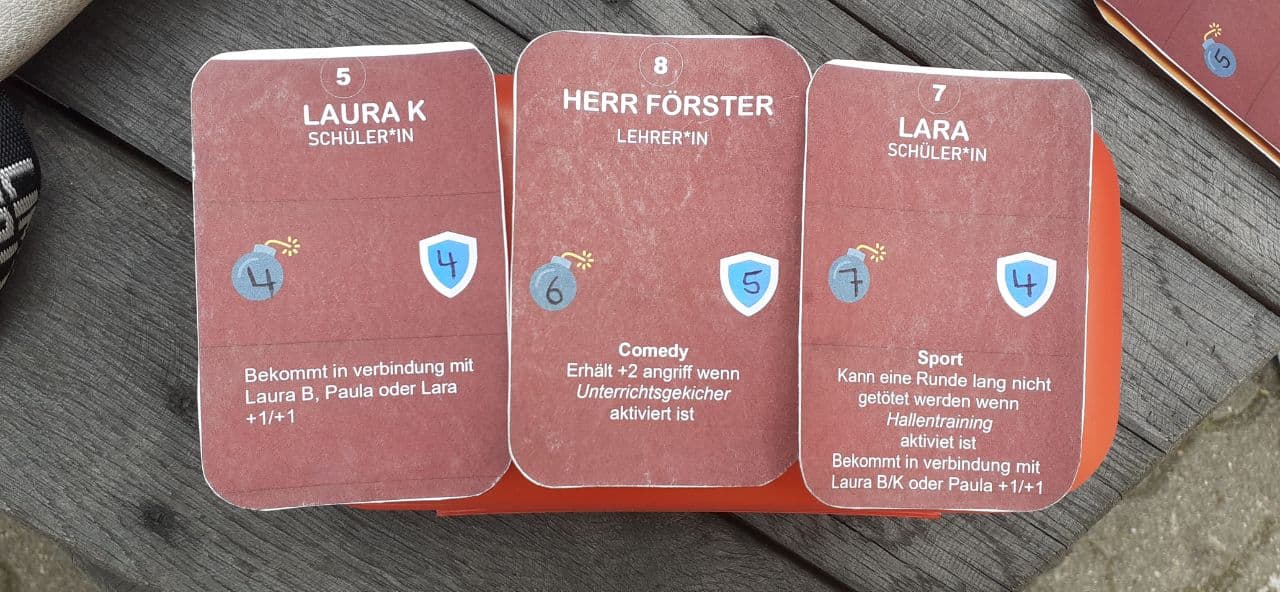 5
LAURA K
SCHÜLER*IN
4
4
Bekommt in verbindung mit
Laura B, Paula oder Lara
+1/+1
8
HERR FÖRSTER
LEHRER*IN
6
5
Comedy
Erhält +2 angriff wenn
Unterrichtsgekicher
aktiviert ist
7
LARA
SCHÜLER*IN
7
4
Sport
Kann eine Runde lang nicht
getötet werden wenn
Hallentraining
aktiviet ist
Bekommt in verbindung mit
Laura B/K oder Paula +1/+1
5